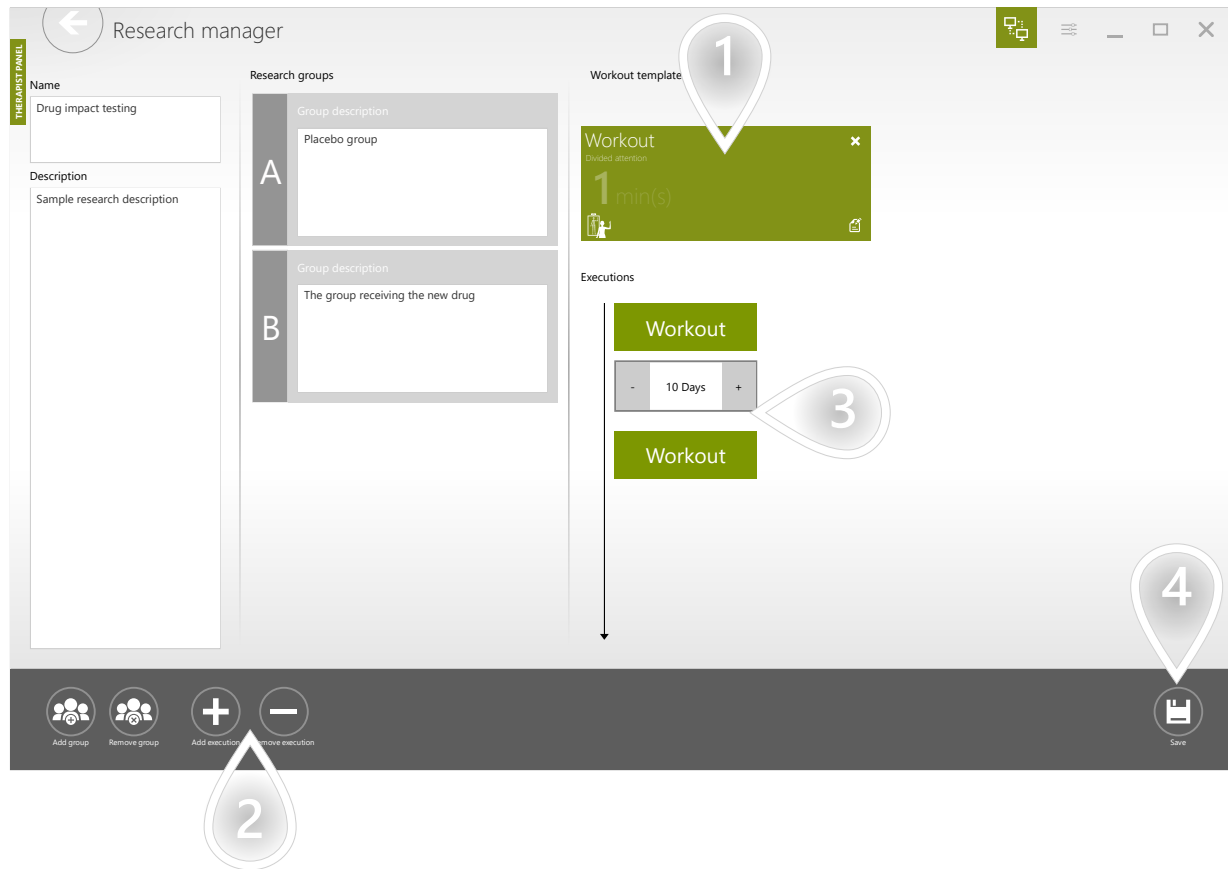 Research manager
THERAPIST PANEL
Name
Drug impact testing
Description
Sample research description
Research groups
A
Group description
Placebo group
B
Group description
The group receiving the new drug
Workout template
1
Workout
Divided attention
1 min(s)
Executions
Workout
- 10 Days +
3
Workout
4
Add group
Remove group
Add execution
execution
Save
2